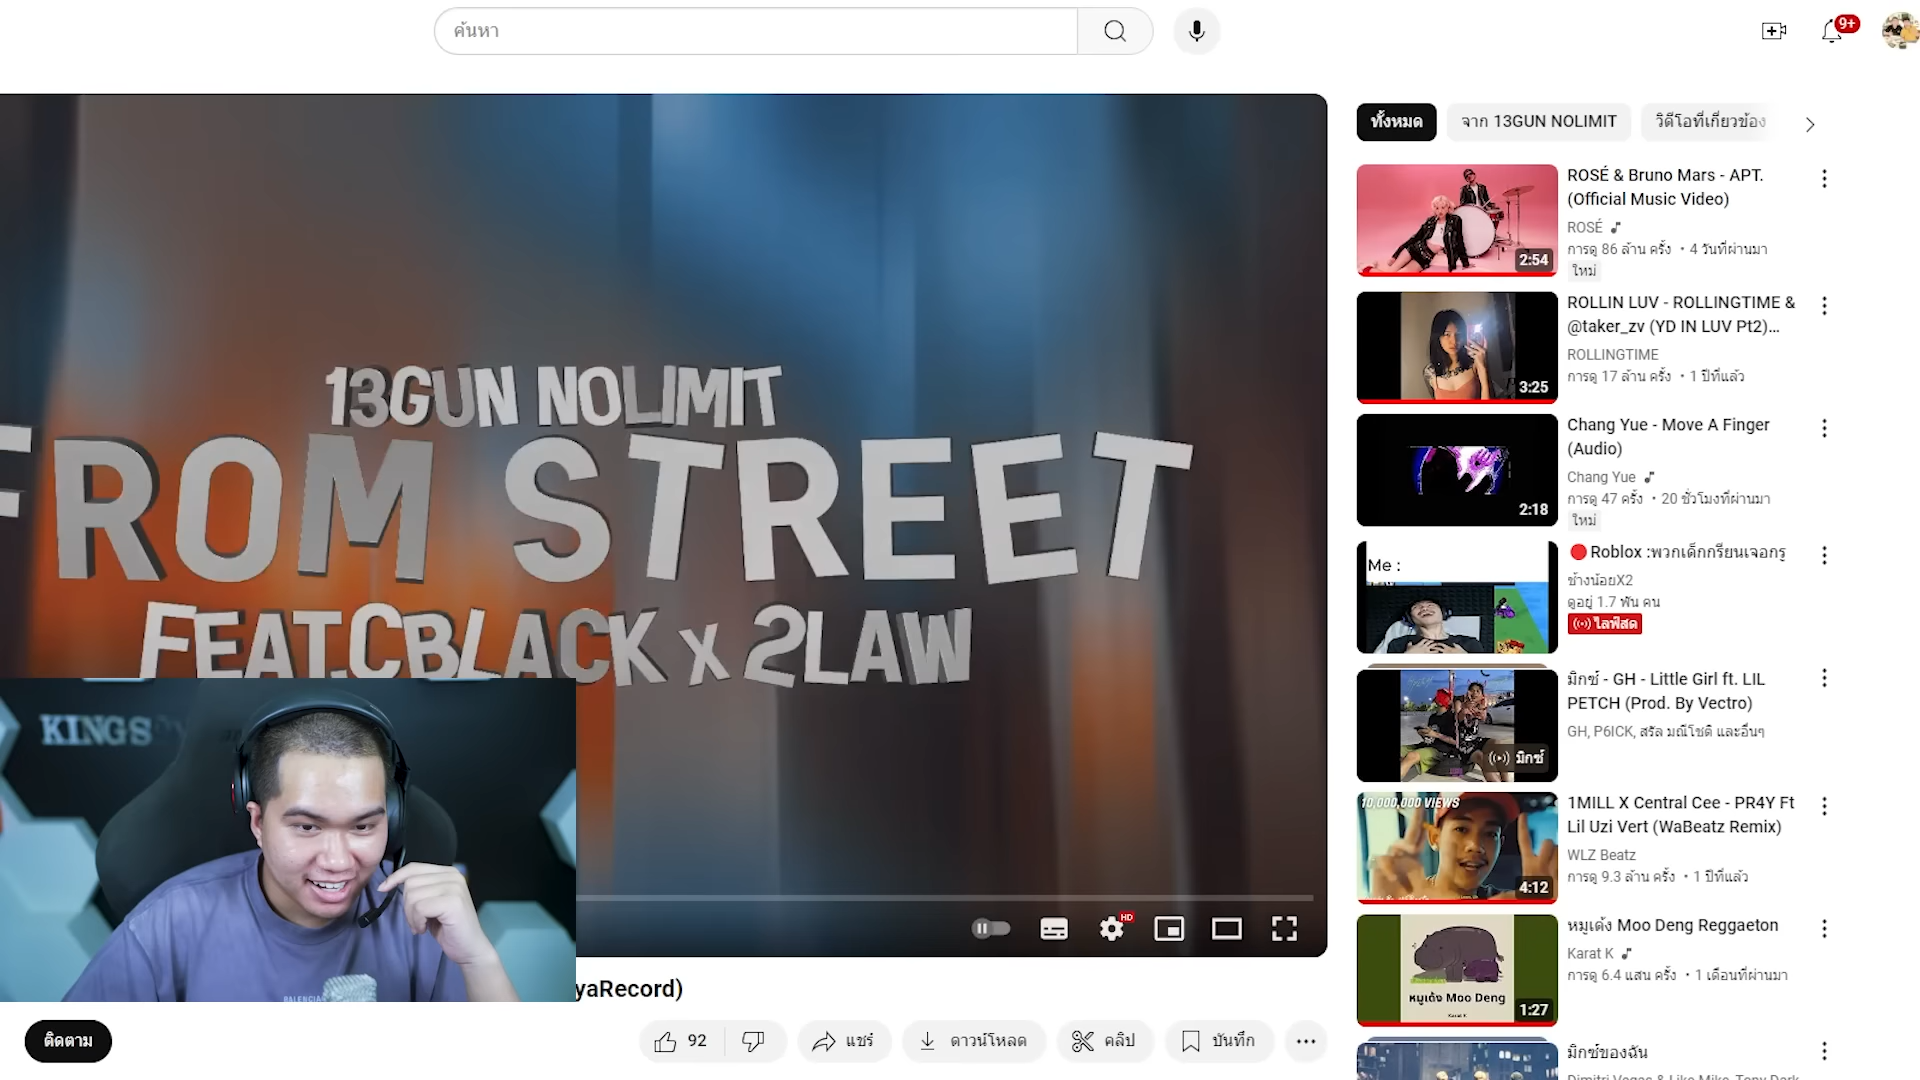 ค้นหา
9+
13GUN NOLIMIT
FROM STREET
FEAT.CBLACK x 2LAW
KINGS
VALENCIA
HD
yaRecord)
ติดตาม
92
แชร์
ดาวน์โหลด
คลิป
บันทึก
ทั้งหมด
จาก 13GUN NOLIMIT
วิดีโอที่เกี่ยวข้อง
2:54
ROSÉ & Bruno Mars - APT.
(Official Music Video)
ROSÉ
การดู 86 ล้าน ครั้ง • 4 วันที่ผ่านมา
ใหม่
3:25
ROLLIN LUV - ROLLINGTIME &
@taker_zv (YD IN LUV Pt2)...
ROLLINGTIME
การดู 17 ล้าน ครั้ง • 1 ปีที่แล้ว
2:18
Chang Yue - Move A Finger
(Audio)
Chang Yue
การดู 47 ครั้ง • 20 ชั่วโมงที่ผ่านมา
ใหม่
Me :
Roblox :พวกเด็กกรียนเจอกรู
ช้างน้อยX2
ดูอยู่ 1.7 พัน คน
ไลฟ์สด
มิกซ์
มิกซ์ - GH - Little Girl ft. LIL
PETCH (Prod. By Vectro)
GH, P6ICK, สรัล มณีโชติ และอื่นๆ
10,000,000 VIEWS
4:12
1MILL X Central Cee - PR4Y Ft
Lil Uzi Vert (WaBeatz Remix)
WLZ Beatz
การดู 9.3 ล้าน ครั้ง • 1 ปีที่แล้ว
หมูเด้ง Moo Deng
Karat K
1:27
หมูเด้ง Moo Deng Reggaeton
Karat K
การดู 6.4 แสน ครั้ง • 1 เดือนที่ผ่านมา
มิกซ์ของฉัน
Dimitri Vegas & Like Mike, Tony Dark